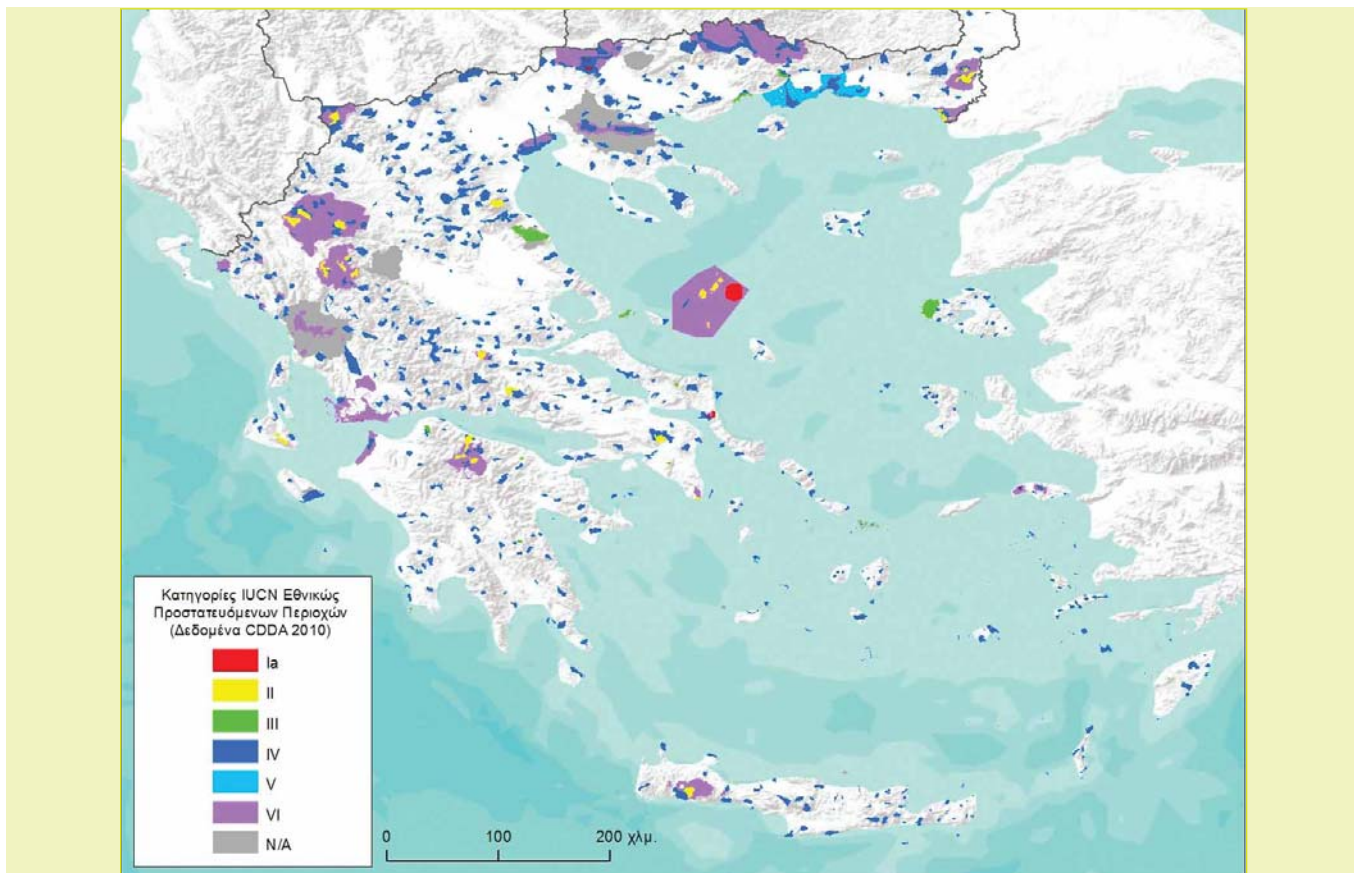 Κατηγορίες IUCN Εθνικώς
Προστατευόμενων Περιοχών
(Δεδομένα CDDA 2010)
Ia
II
III
IV
V
VI
N/A
0 100 200 χλμ.